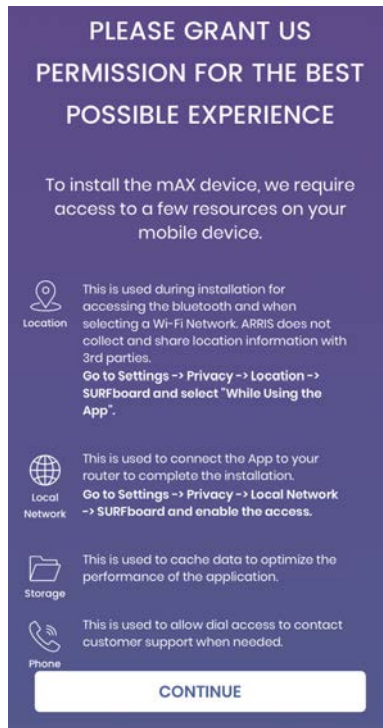 PLEASE GRANT US
PERMISSION FOR THE BEST
POSSIBLE EXPERIENCE
To install the mAX device, we require
access to a few resources on your
mobile device.
Location
This is used during installation for
accessing the bluetooth and when
selecting a Wi-Fi Network. ARRIS does not
collect and share location information with
3rd parties.
Go to Settings -> Privacy -> Location ->
SURFboard and select "While Using the
App".
Local
Network
This is used to connect the App to your
router to complete the installation.
Go to Settings -> Privacy -> Local Network
-> SURFboard and enable the access.
Storage
This is used to cache data to optimize the
performance of the application.
Phone
This is used to allow dial access to contact
customer support when needed.
CONTINUE